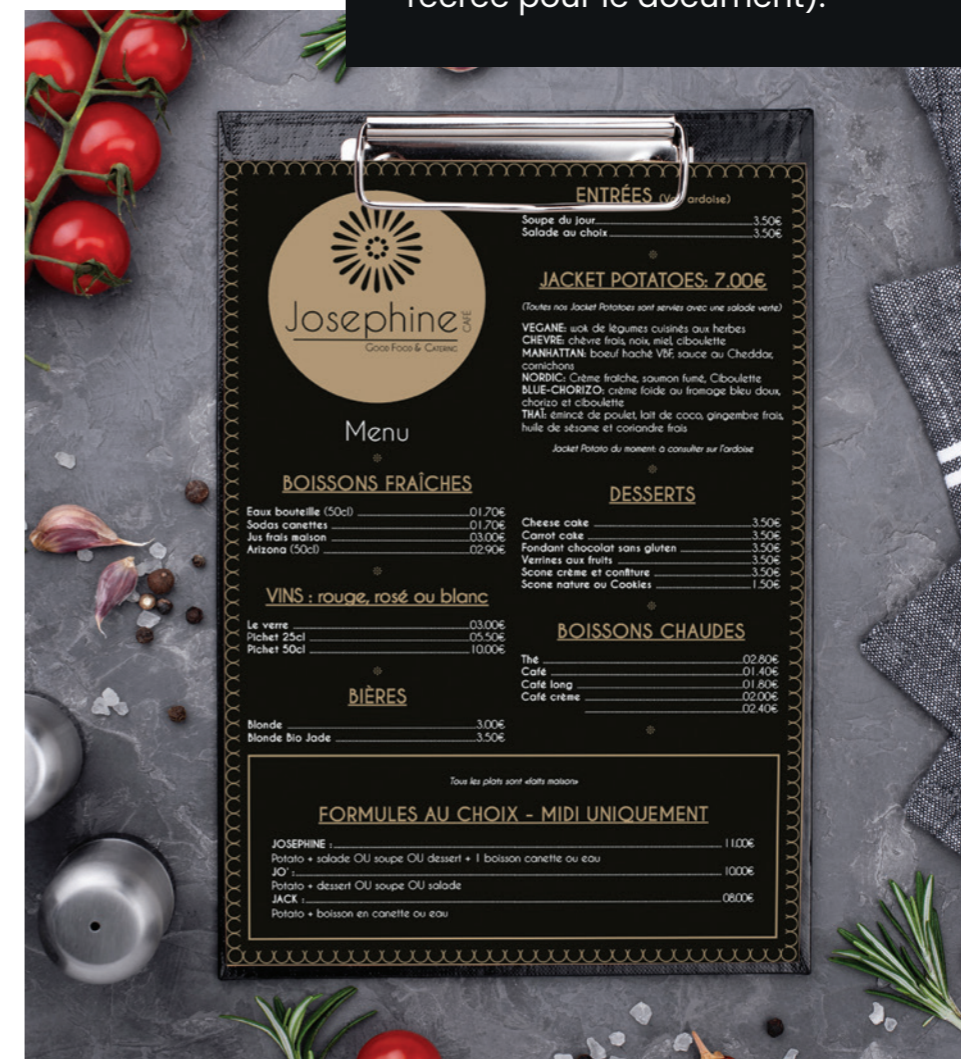 recréé pour le document).
Josephine
CAFÉ
Good Food & Catering
Menu
BOISSONS FRAÎCHES
Eaux bouteille (50cl) 01.70€
Sodas canettes 01.70€
Jus frais maison 03.00€
Arizona (50cl) 02.90€
VINS : rouge, rosé ou blanc
Le verre 03.00€
Pichet 25cl 05.50€
Pichet 50cl 10.00€
BIÈRES
Blonde 3.00€
Blonde Bio Jade 3.50€
ENTRÉES ardoise)
Soupe du jour 3.50€
Salade au choix 3.50€
JACKET POTATOES: 7.00€
(Toutes nos Jacket Potatoes sont servies avec une salade verte)
VEGANE: wok de légumes cuisinés aux herbes
CHEVRE: chèvre frais, noix, miel, ciboulette
MANHATTAN: boeuf haché VBF, sauce au Cheddar,
cornichons
NORDIC: Crème fraîche, saumon fumé, Ciboulette
BLUE-CHORIZO: crème foide au fromage bleu doux,
chorizo et ciboulette
THAÏ: émincé de poulet, lait de coco, gingembre frais,
huile de sésame et coriandre frais
Jacket Potato du moment: à consulter sur l'ardoise
DESSERTS
Cheese cake 3.50€
Carrot cake 3.50€
Fondant chocolat sans gluten 3.50€
Verrines aux fruits 3.50€
Scone crème et confiture 3.50€
Scone nature ou Cookies 1.50€
BOISSONS CHAUDES
Thé 02.80€
Café 01.40€
Café long 01.80€
Café crème 02.00€
02.40€
Tous les plats sont «faits maison»
FORMULES AU CHOIX - MIDI UNIQUEMENT
JOSEPHINE : 11.00€
Potato + salade OU soupe OU dessert + 1 boisson canette ou eau
JO' : 10.00€
Potato + dessert OU soupe OU salade
JACK : 08.00€
Potato + boisson en canette ou eau